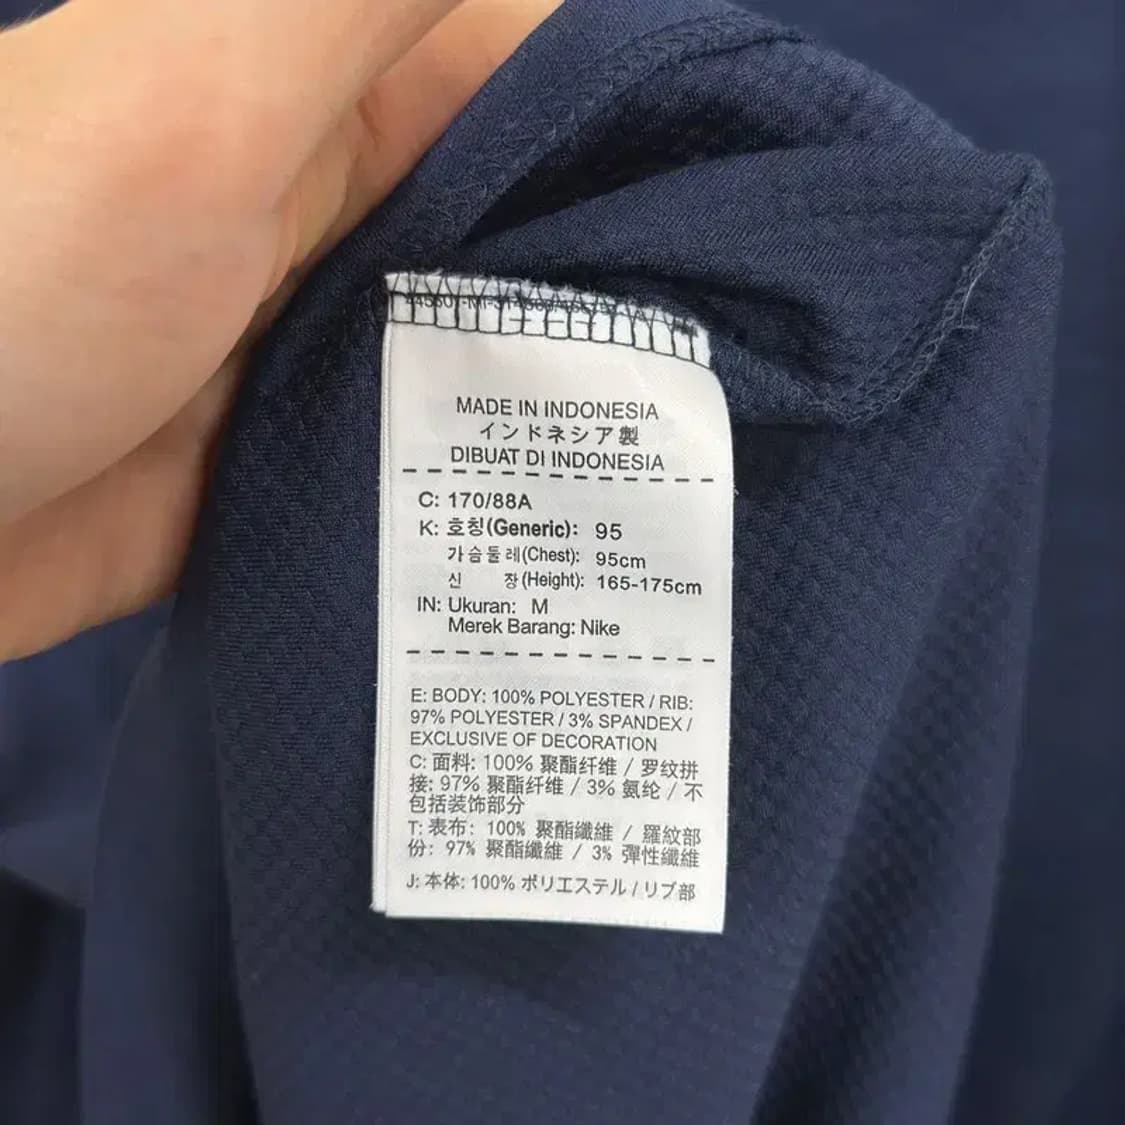 MADE IN INDONESIA
インドネシア製
DIBUAT DI INDONESIA
C: 170/88A
K: 호칭(Generic): 95
가슴둘레(Chest): 95cm
신 장(Height): 165-175cm
IN: Ukuran: M
Merek Barang: Nike
E: BODY: 100% POLYESTER / RIB:
97% POLYESTER / 3% SPANDEX /
EXCLUSIVE OF DECORATION
C: 面料: 100% 聚酯纤维 / 罗纹拼
接: 97% 聚酯纤维 / 3% 氨纶 / 不
包括装饰部分
T: 表布: 100% 聚酯纖維 / 羅紋部
份: 97% 聚酯纖維 / 3% 彈性纖維
J: 本体: 100% ポリエステル / リブ部